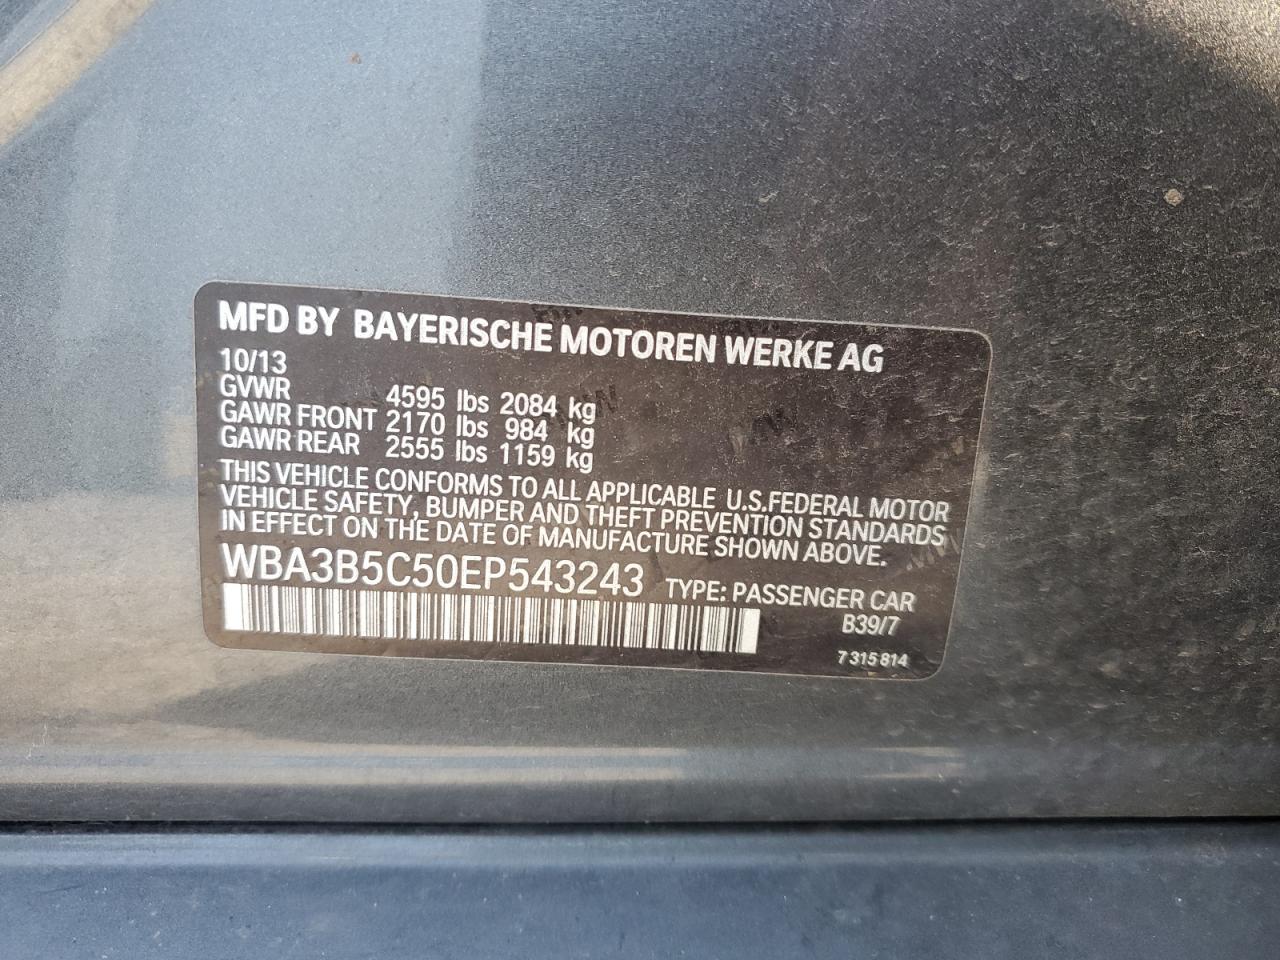 MFD BY BAYERISCHE MOTOREN WERKE AG
10/13
GVWR 4595 lbs 2084 kg
GAWR FRONT 2170 lbs 984 kg
GAWR REAR 2555 lbs 1159 kg
THIS VEHICLE CONFORMS TO ALL APPLICABLE U.S.FEDERAL MOTOR
VEHICLE SAFETY, BUMPER AND THEFT PREVENTION STANDARDS
IN EFFECT ON THE DATE OF MANUFACTURE SHOWN ABOVE.
WBA3B5C50EP543243 TYPE: PASSENGER CAR
B39/7
7 315 814